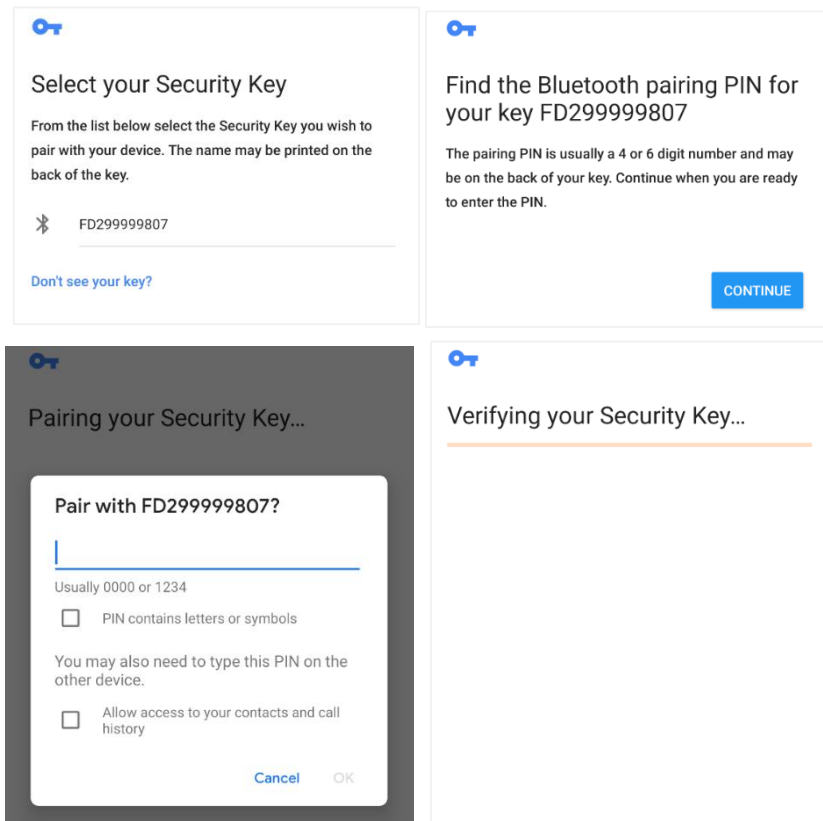 Select your Security Key
From the list below select the Security Key you wish to
pair with your device. The name may be printed on the
back of the key.
FD299999807
Don't see your key?
Find the Bluetooth pairing PIN for
your key FD299999807
The pairing PIN is usually a 4 or 6 digit number and may
be on the back of your key. Continue when you are ready
to enter the PIN.
CONTINUE
Pairing your Security Key...
Pair with FD299999807?
Usually 0000 or 1234
PIN contains letters or symbols
You may also need to type this PIN on the
other device.
Allow access to your contacts and call
history
Cancel OK
Verifying your Security Key...